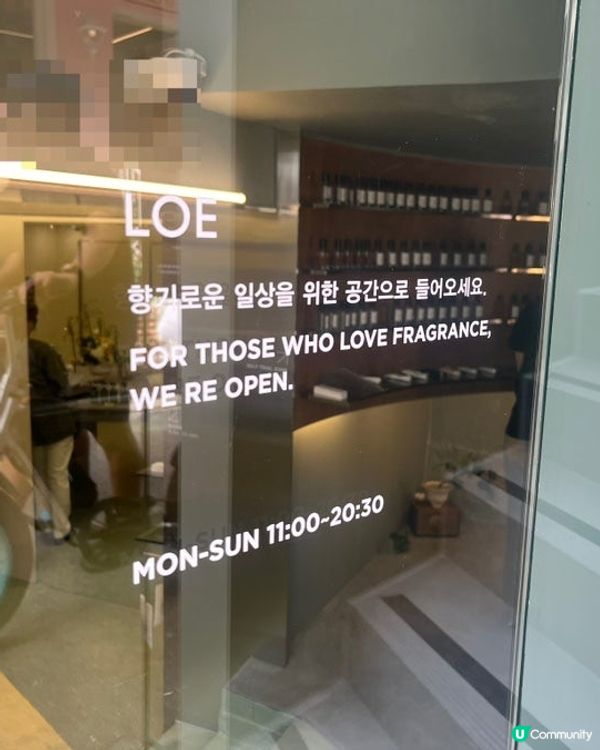 LOE
향기로운 일상을 위한 공간으로 들어오세요.
FOR THOSE WHO LOVE FRAGRANCE,
WE RE OPEN.
MON-SUN 11:00~20:30
U Community